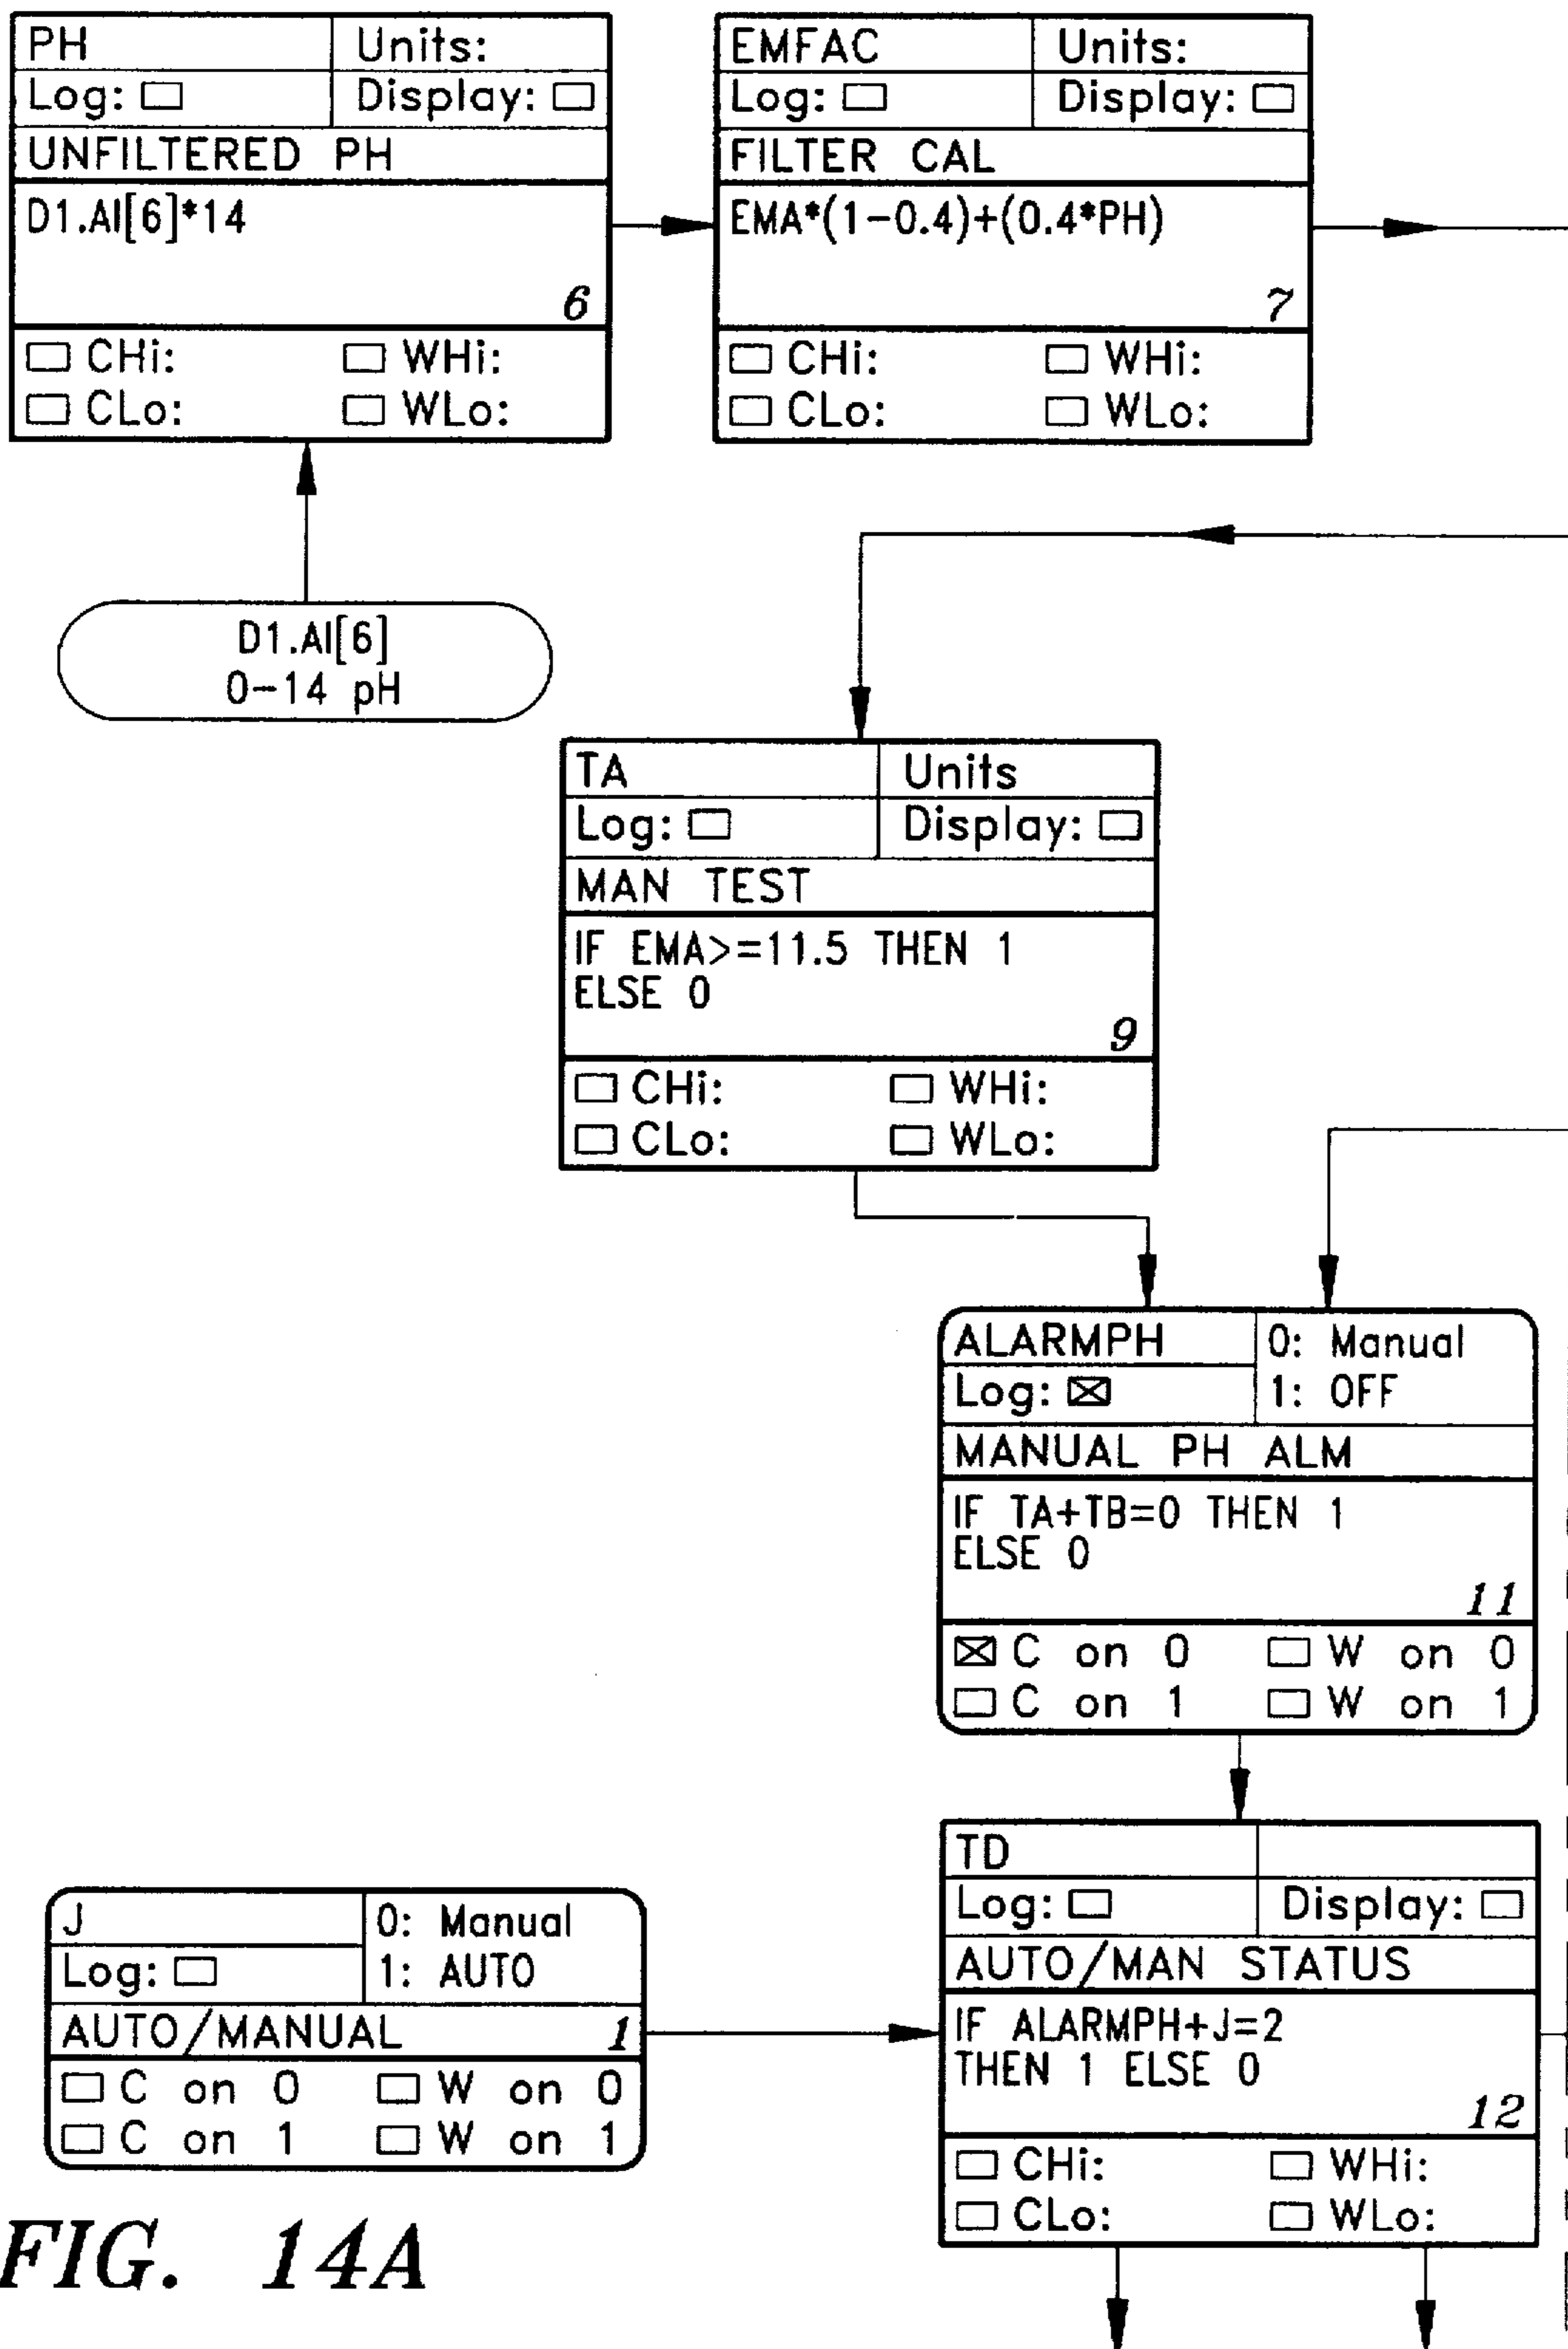 PH Units:
Log: Display:
UNFILTERED PH
D1.AI[6]*14
6
CHi: WHi:
CLo: WLo:
EMFAC Units:
Log: Display:
FILTER CAL
EMA*(1-0.4)+(0.4*PH)
7
CHi: WHi:
CLo: WLo:
D1.AI[6]
0-14 pH
TA Units
Log: Display:
MAN TEST
IF EMA>=11.5 THEN 1
ELSE 0
9
CHi: WHi:
CLo: WLo:
ALARMPH 0: Manual
Log: 1: OFF
MANUAL PH ALM
IF TA+TB=0 THEN 1
ELSE 0
11
C on 0 W on 0
C on 1 W on 1
J 0: Manual
Log: 1: AUTO
AUTO/MANUAL 1
C on 0 W on 0
C on 1 W on 1
TD
Log: Display:
AUTO/MAN STATUS
IF ALARMPH+J=2
THEN 1 ELSE 0
12
CHi: WHi:
CLo: WLo:
FIG. 14A